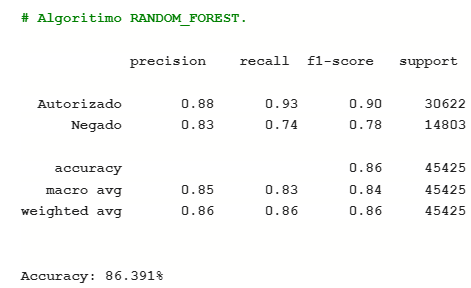 # Algoritimo RANDOM_FOREST.
precision recall f1-score support
Autorizado 0.88 0.93 0.90 30622
Negado 0.83 0.74 0.78 14803
accuracy 0.86 45425
macro avg 0.85 0.83 0.84 45425
weighted avg 0.86 0.86 0.86 45425
Accuracy: 86.391%